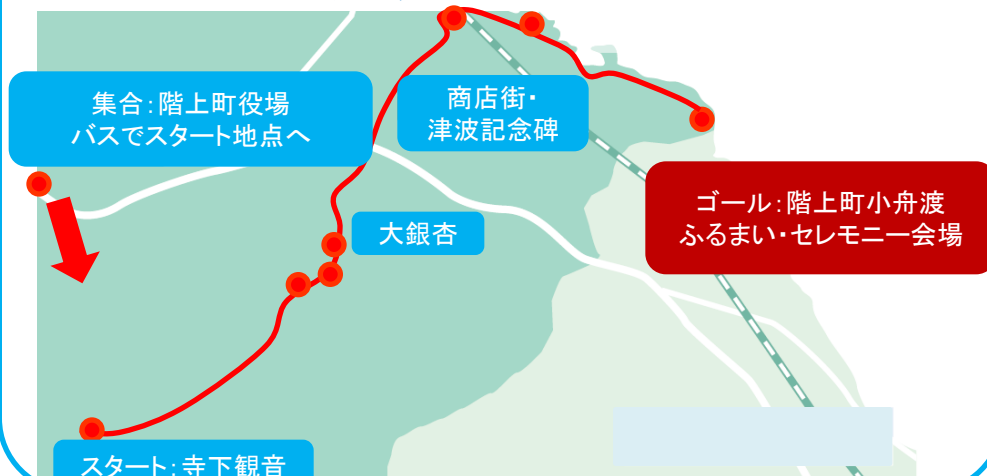 集合：階上町役場
バスでスタート地点へ
商店街・
津波記念碑
大銀杏
ゴール：階上町小舟渡
ふるまい・セレモニー会場
スタート：寺下観音